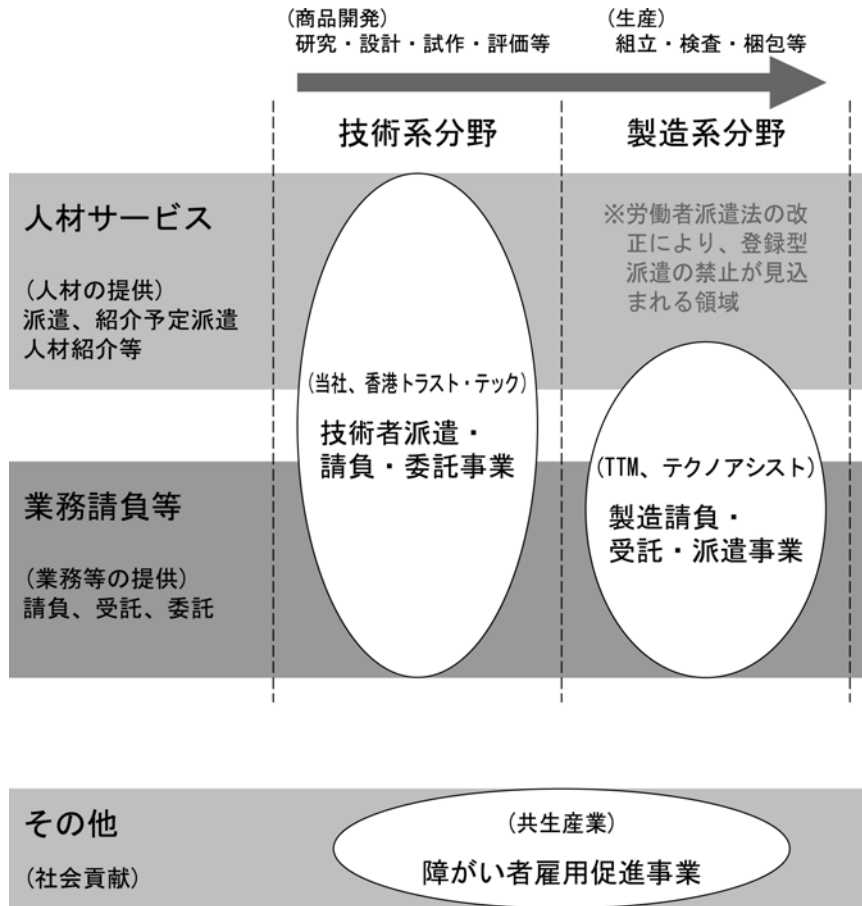 (商品開発)
研究・設計・試作・評価等
(生産)
組立・検査・梱包等
技術系分野
製造系分野
人材サービス
(人材の提供)
派遣、紹介予定派遣
人材紹介等
※労働者派遣法の改
正により、登録型
派遣の禁止が見込
まれる領域
(当社、香港トラスト・テック)
技術者派遣・
請負・委託事業
業務請負等
(業務等の提供)
請負、受託、委託
(TTM、テクノアシスト)
製造請負・
受託・派遣事業
その他
(社会貢献)
(共生産業)
障がい者雇用促進事業